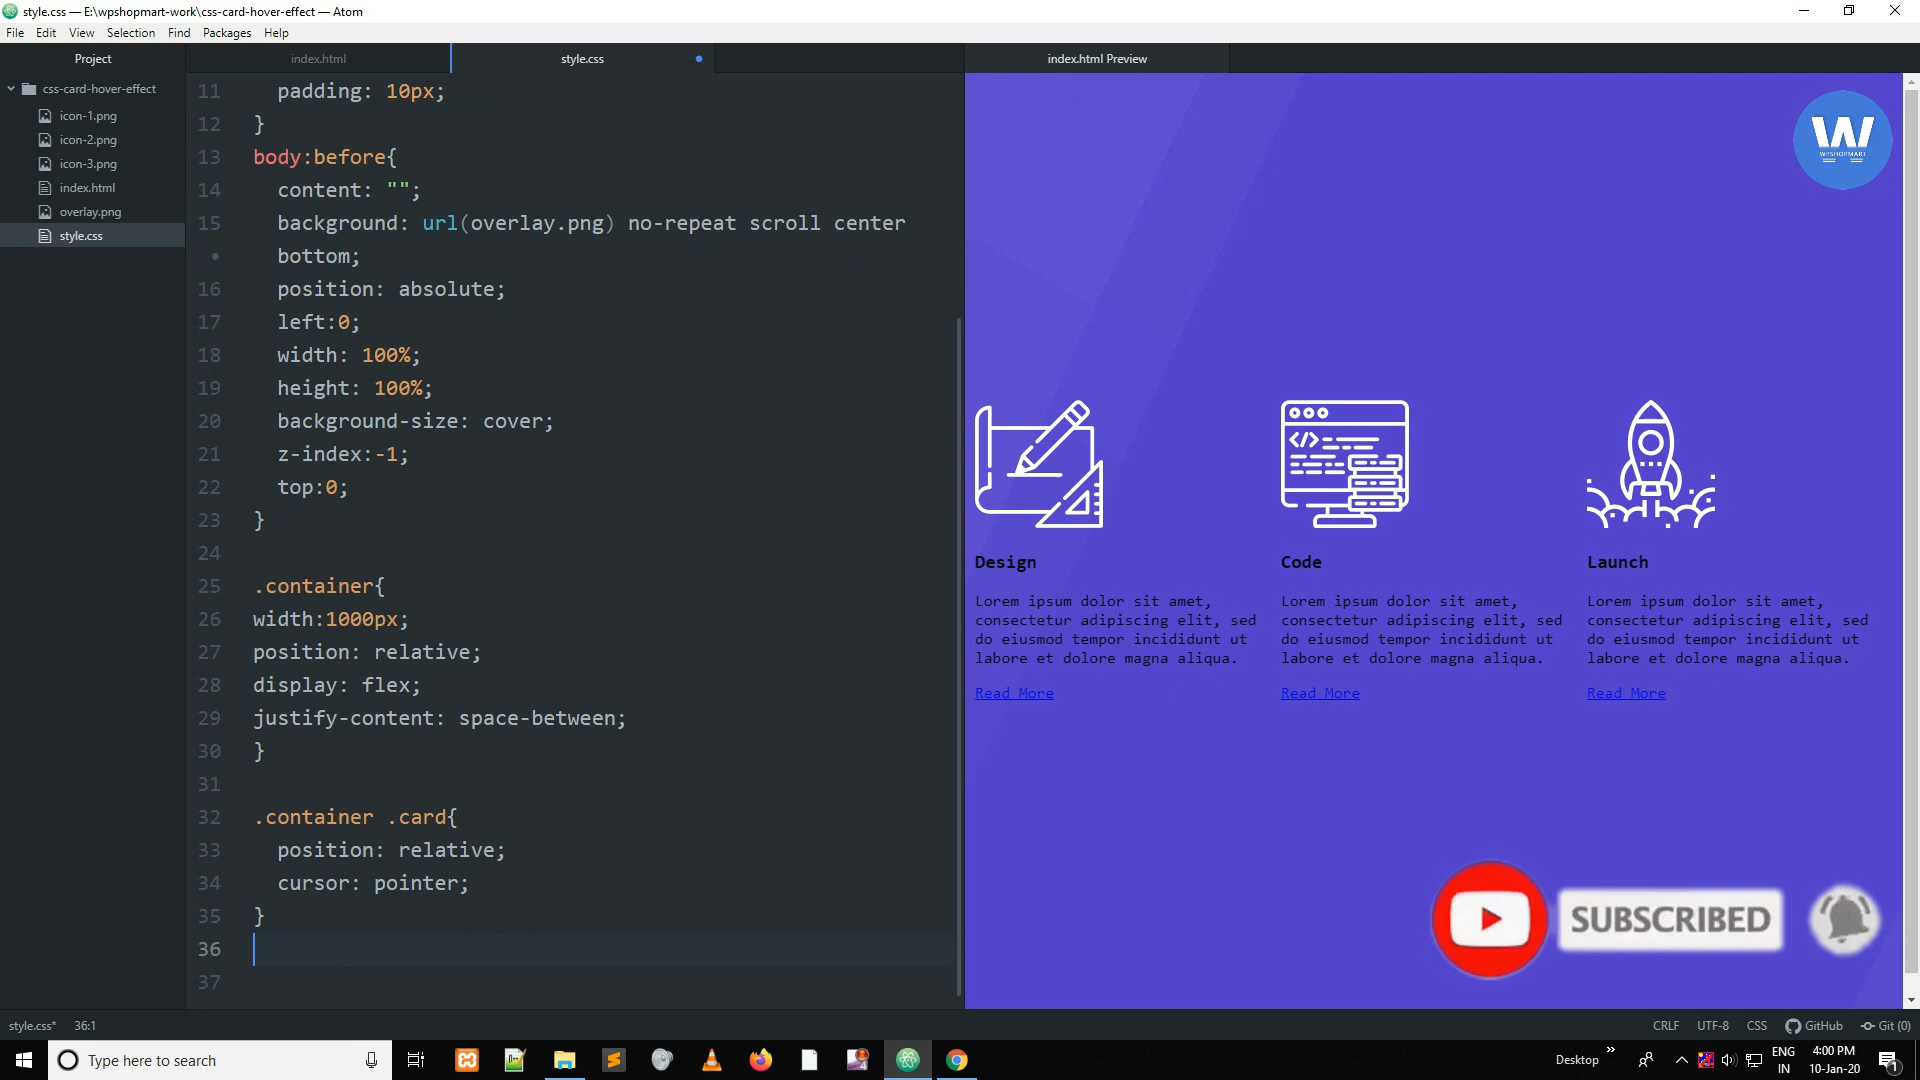 style.css — E:\wpshopmart-work\css-card-hover-effect — Atom
File Edit View Selection Find Packages Help
Project
css-card-hover-effect
icon-1.png
icon-2.png
icon-3.png
index.html
overlay.png
style.css
index.html
style.css
index.html Preview
11 padding: 10px;
12 }
13 body:before{
14 content: "";
15 background: url(overlay.png) no-repeat scroll center
• bottom;
16 position: absolute;
17 left:0;
18 width: 100%;
19 height: 100%;
20 background-size: cover;
21 z-index:-1;
22 top:0;
23 }
24
25 .container{
26 width:1000px;
27 position: relative;
28 display: flex;
29 justify-content: space-between;
30 }
31
32 .container .card{
33 position: relative;
34 cursor: pointer;
35 }
36
37
W
WPSHOPMART
Design
Lorem ipsum dolor sit amet,
consectetur adipiscing elit, sed
do eiusmod tempor incididunt ut
labore et dolore magna aliqua.
Read More
Code
Lorem ipsum dolor sit amet,
consectetur adipiscing elit, sed
do eiusmod tempor incididunt ut
labore et dolore magna aliqua.
Read More
Launch
Lorem ipsum dolor sit amet,
consectetur adipiscing elit, sed
do eiusmod tempor incididunt ut
labore et dolore magna aliqua.
Read More
SUBSCRIBED
style.css* 36:1
CRLF UTF-8 CSS GitHub Git (0)
Type here to search
Desktop
ENG
IN
4:00 PM
10-Jan-20
1